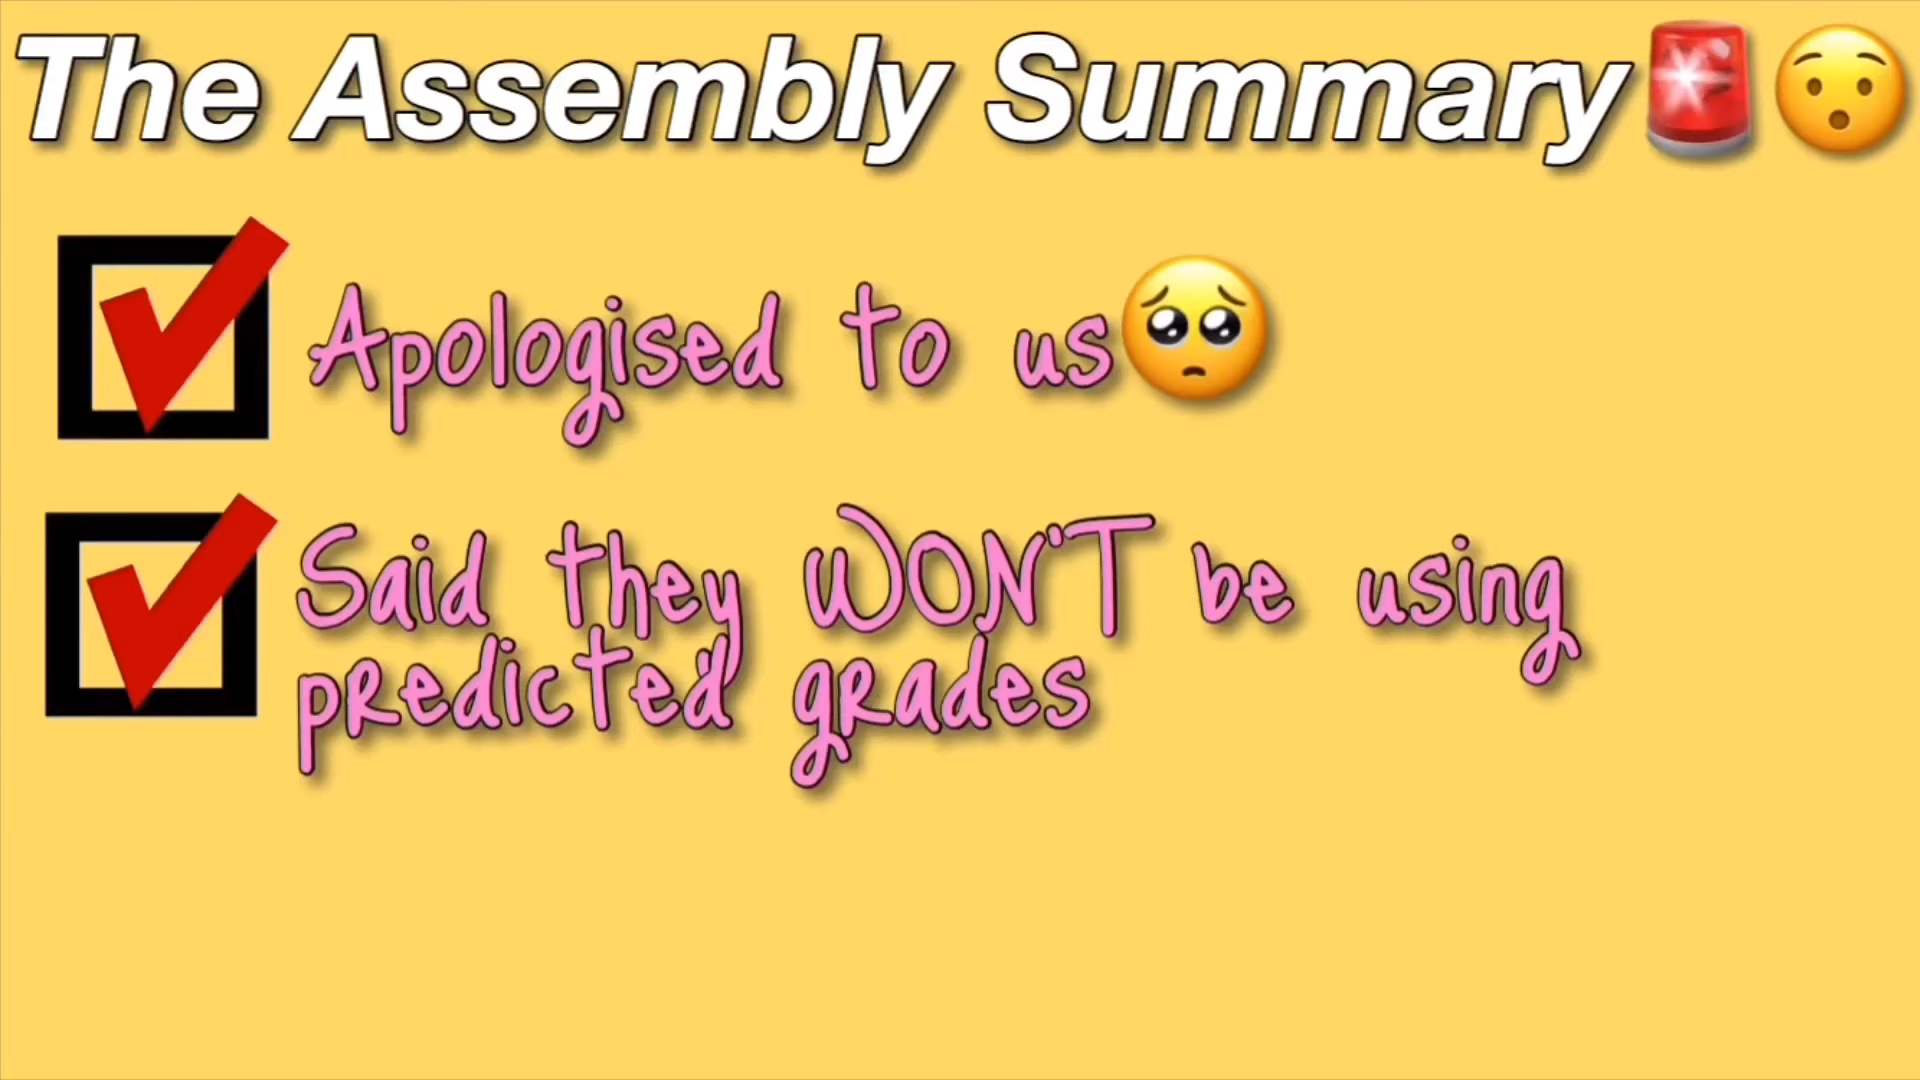 The Assembly Summary🚨😯
Apologised to us🥺
Said they WON'T be using
predicted grades